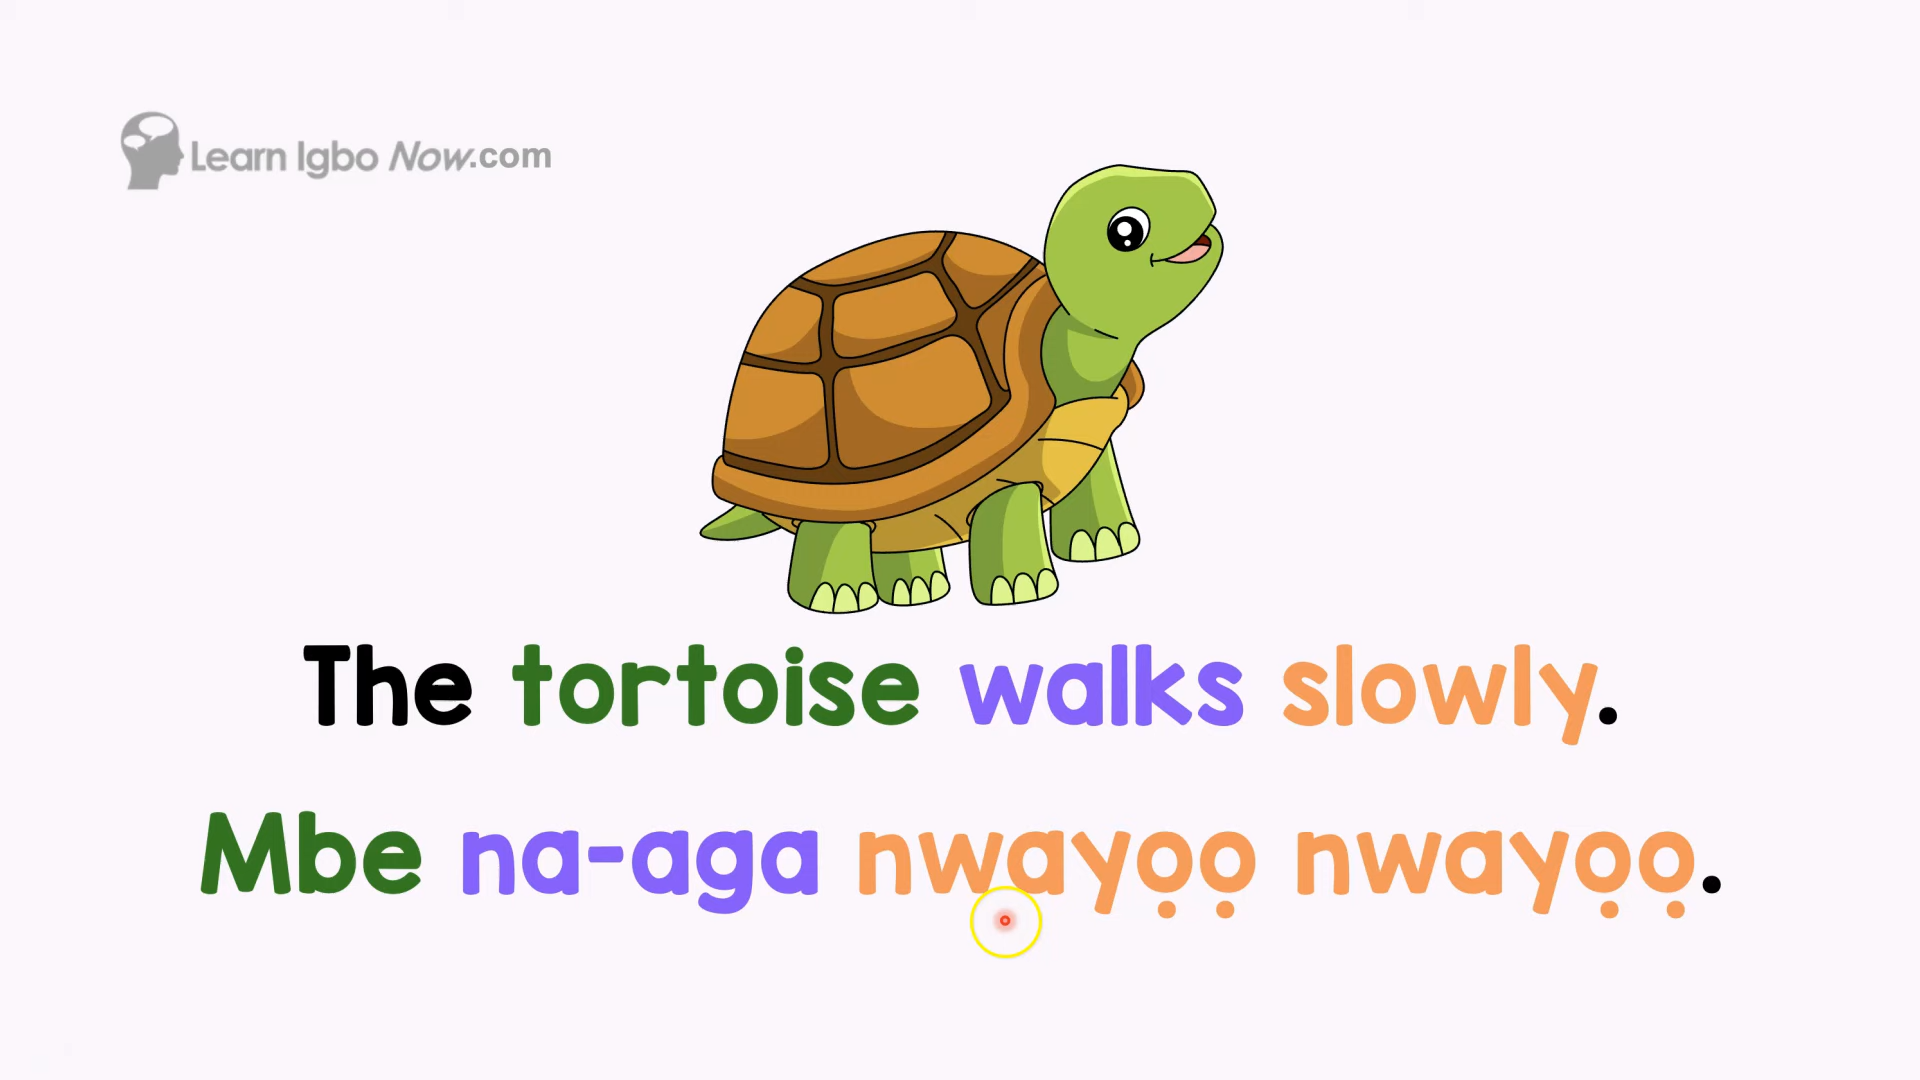 Learn Igbo Now.com
The tortoise walks slowly.
Mbe na-aga nwayọọ nwayọọ.